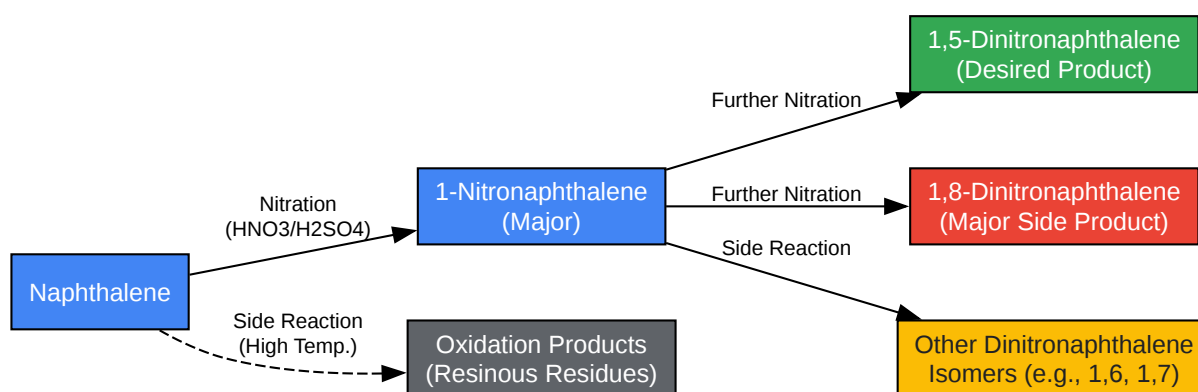 1,5-Dinitronaphthalene
(Desired Product)
Further Nitration
1-Nitronaphthalene
(Major)
Further Nitration
1,8-Dinitronaphthalene
(Major Side Product)
Nitration
(HNO3/H2SO4)
Side Reaction
Naphthalene
Side Reaction
(High Temp.)
Oxidation Products
(Resinous Residues)
Other Dinitronaphthalene
Isomers (e.g., 1,6, 1,7)